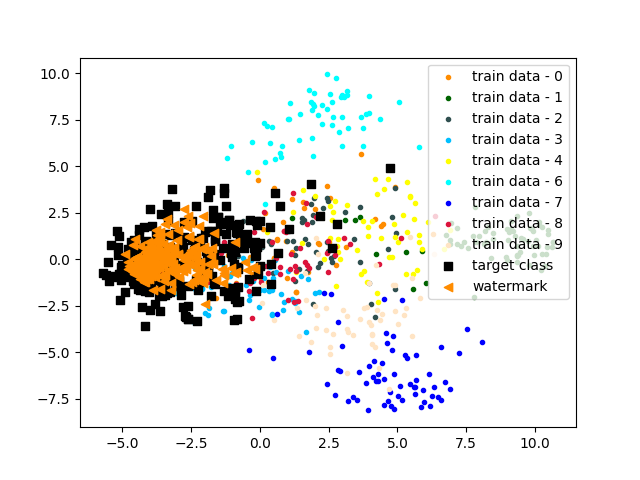 10.0
7.5
5.0
2.5
0.0
−2.5
−5.0
−7.5
−5.0 −2.5 0.0 2.5 5.0 7.5 10.0
train data - 0
train data - 1
train data - 2
train data - 3
train data - 4
train data - 6
train data - 7
train data - 8
train data - 9
target class
watermark